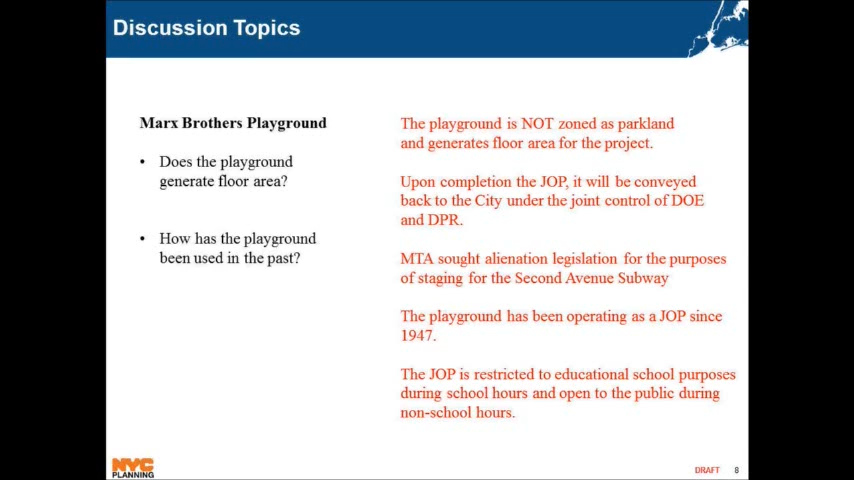 Discussion Topics
Marx Brothers Playground
• Does the playground
generate floor area?
• How has the playground
been used in the past?
The playground is NOT zoned as parkland
and generates floor area for the project.
Upon completion the JOP, it will be conveyed
back to the City under the joint control of DOE
and DPR.
MTA sought alienation legislation for the purposes
of staging for the Second Avenue Subway
The playground has been operating as a JOP since
1947.
The JOP is restricted to educational school purposes
during school hours and open to the public during
non-school hours.
NYC
PLANNING
DRAFT 8